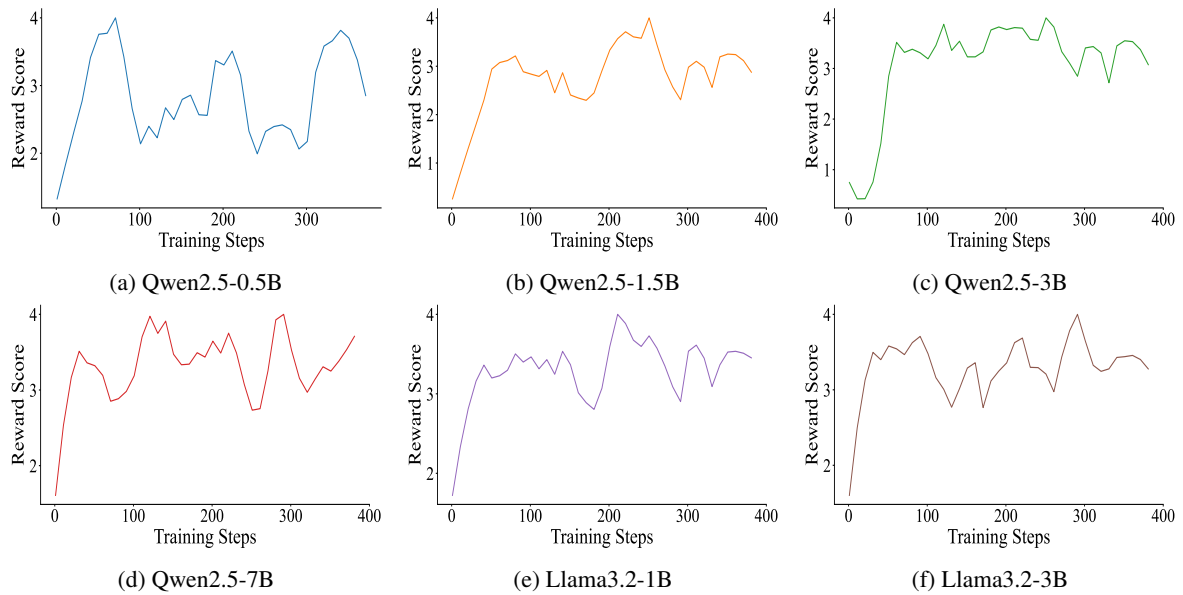 4
3
2
Reward Score
0
100
200
300
Training Steps
(a) Qwen2.5-0.5B
4
3
2
1
Reward Score
0
100
200
300
400
Training Steps
(b) Qwen2.5-1.5B
4
3
2
1
Reward Score
0
100
200
300
400
Training Steps
(c) Qwen2.5-3B
4
3
2
Reward Score
0
100
200
300
400
Training Steps
(d) Qwen2.5-7B
4
3
2
Reward Score
0
100
200
300
400
Training Steps
(e) Llama3.2-1B
4
3
2
Reward Score
0
100
200
300
400
Training Steps
(f) Llama3.2-3B